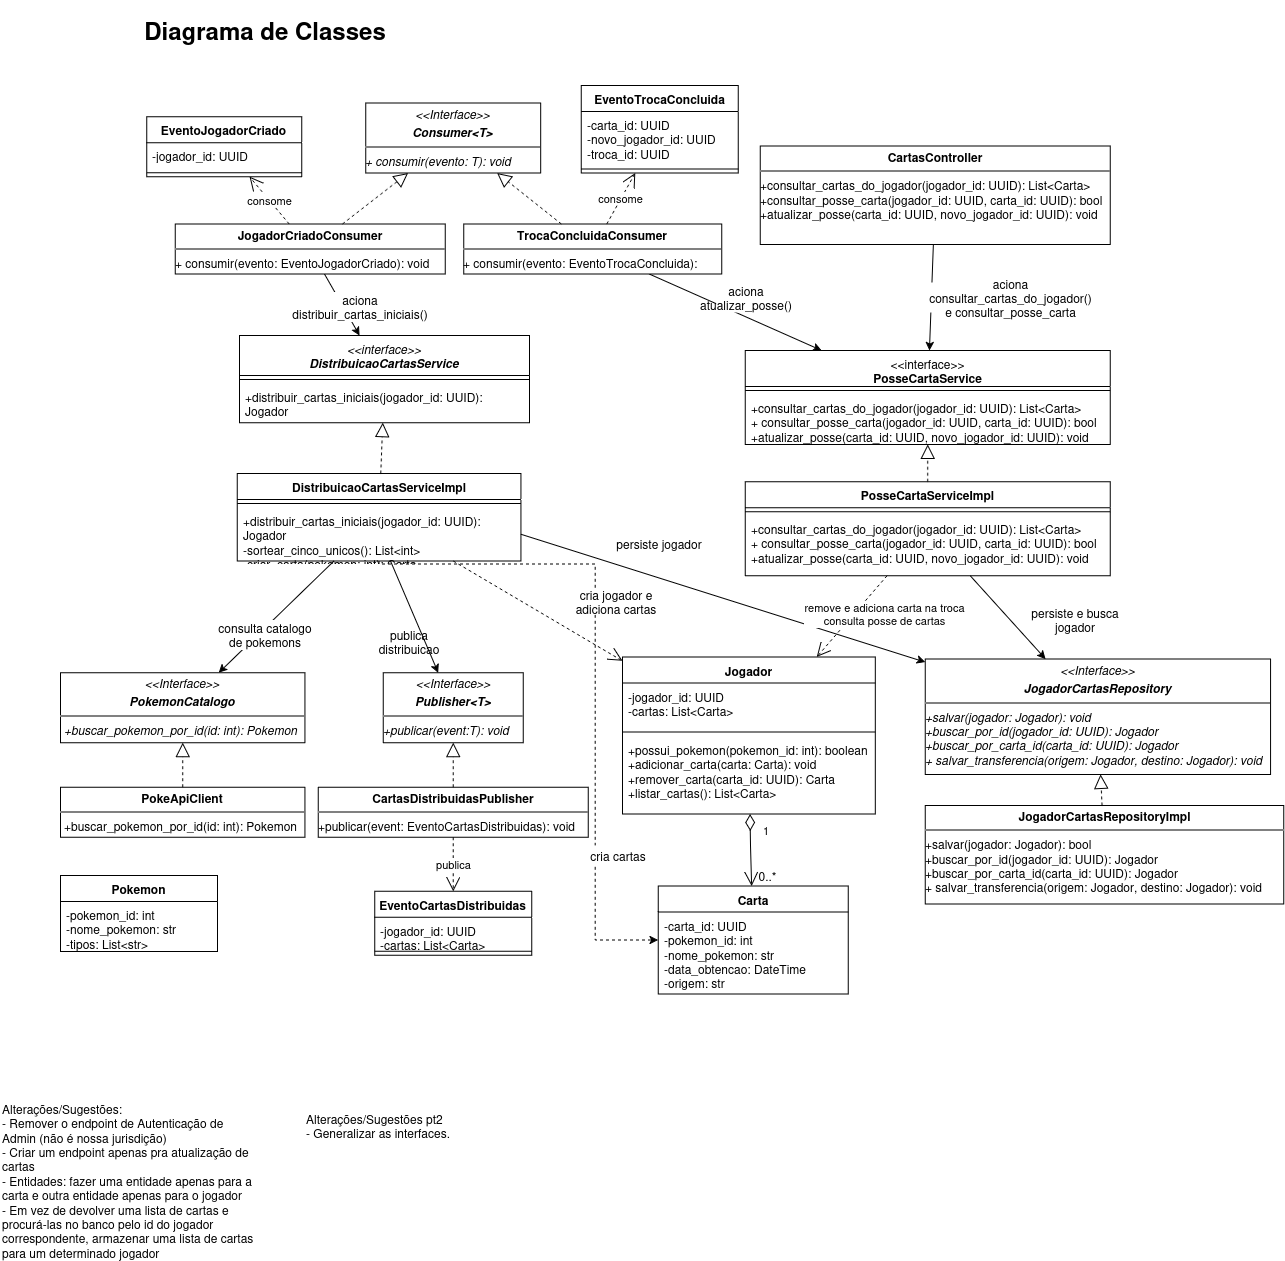 Diagrama de Classes
EventoJogadorCriado
-jogador_id: UUID
<<Interface>>
Consumer<T>
+ consumir(evento: T): void
EventoTrocaConcluida
-carta_id: UUID
-novo_jogador_id: UUID
-troca_id: UUID
CartasController
+consultar_cartas_do_jogador(jogador_id: UUID): List<Carta>
+consultar_posse_carta(jogador_id: UUID, carta_id: UUID): bool
+atualizar_posse(carta_id: UUID, novo_jogador_id: UUID): void
consome
consome
JogadorCriadoConsumer
+ consumir(evento: EventoJogadorCriado): void
TrocaConcluidaConsumer
+ consumir(evento: EventoTrocaConcluida):
aciona
distribuir_cartas_iniciais()
aciona
atualizar_posse()
aciona
consultar_cartas_do_jogador()
e consultar_posse_carta
<<interface>>
DistribuicaoCartasService
+distribuir_cartas_iniciais(jogador_id: UUID):
Jogador
<<interface>>
PosseCartaService
+consultar_cartas_do_jogador(jogador_id: UUID): List<Carta>
+ consultar_posse_carta(jogador_id: UUID, carta_id: UUID): bool
+atualizar_posse(carta_id: UUID, novo_jogador_id: UUID): void
DistribuicaoCartasServiceImpl
+distribuir_cartas_iniciais(jogador_id: UUID):
Jogador
-sortear_cinco_unicos(): List<int>
PosseCartaServiceImpl
+consultar_cartas_do_jogador(jogador_id: UUID): List<Carta>
+ consultar_posse_carta(jogador_id: UUID, carta_id: UUID): bool
+atualizar_posse(carta_id: UUID, novo_jogador_id: UUID): void
persiste jogador
cria jogador e
adiciona cartas
remove e adiciona carta na troca
consulta posse de cartas
persiste e busca
jogador
consulta catalogo
de pokemons
publica
distribuicao
<<Interface>>
PokemonCatalogo
+buscar_pokemon_por_id(id: int): Pokemon
<<Interface>>
Publisher<T>
+publicar(event:T): void
Jogador
-jogador_id: UUID
-cartas: List<Carta>
+possui_pokemon(pokemon_id: int): boolean
+adicionar_carta(carta: Carta): void
+remover_carta(carta_id: UUID): Carta
+listar_cartas(): List<Carta>
<<Interface>>
JogadorCartasRepository
+salvar(jogador: Jogador): void
+buscar_por_id(jogador_id: UUID): Jogador
+buscar_por_carta_id(carta_id: UUID): Jogador
+ salvar_transferencia(origem: Jogador, destino: Jogador): void
PokeApiClient
+buscar_pokemon_por_id(id: int): Pokemon
CartasDistribuidasPublisher
+publicar(event: EventoCartasDistribuidas): void
JogadorCartasRepositoryImpl
+salvar(jogador: Jogador): bool
+buscar_por_id(jogador_id: UUID): Jogador
+buscar_por_carta_id(carta_id: UUID): Jogador
+ salvar_transferencia(origem: Jogador, destino: Jogador): void
1
0..*
cria cartas
publica
Pokemon
-pokemon_id: int
-nome_pokemon: str
-tipos: List<str>
EventoCartasDistribuidas
-jogador_id: UUID
-cartas: List<Carta>
Carta
-carta_id: UUID
-pokemon_id: int
-nome_pokemon: str
-data_obtencao: DateTime
-origem: str
Alterações/Sugestões:
- Remover o endpoint de Autenticação de
Admin (não é nossa jurisdição)
- Criar um endpoint apenas pra atualização de
cartas
- Entidades: fazer uma entidade apenas para a
carta e outra entidade apenas para o jogador
- Em vez de devolver uma lista de cartas e
procurá-las no banco pelo id do jogador
correspondente, armazenar uma lista de cartas
para um determinado jogador
Alterações/Sugestões pt2
- Generalizar as interfaces.